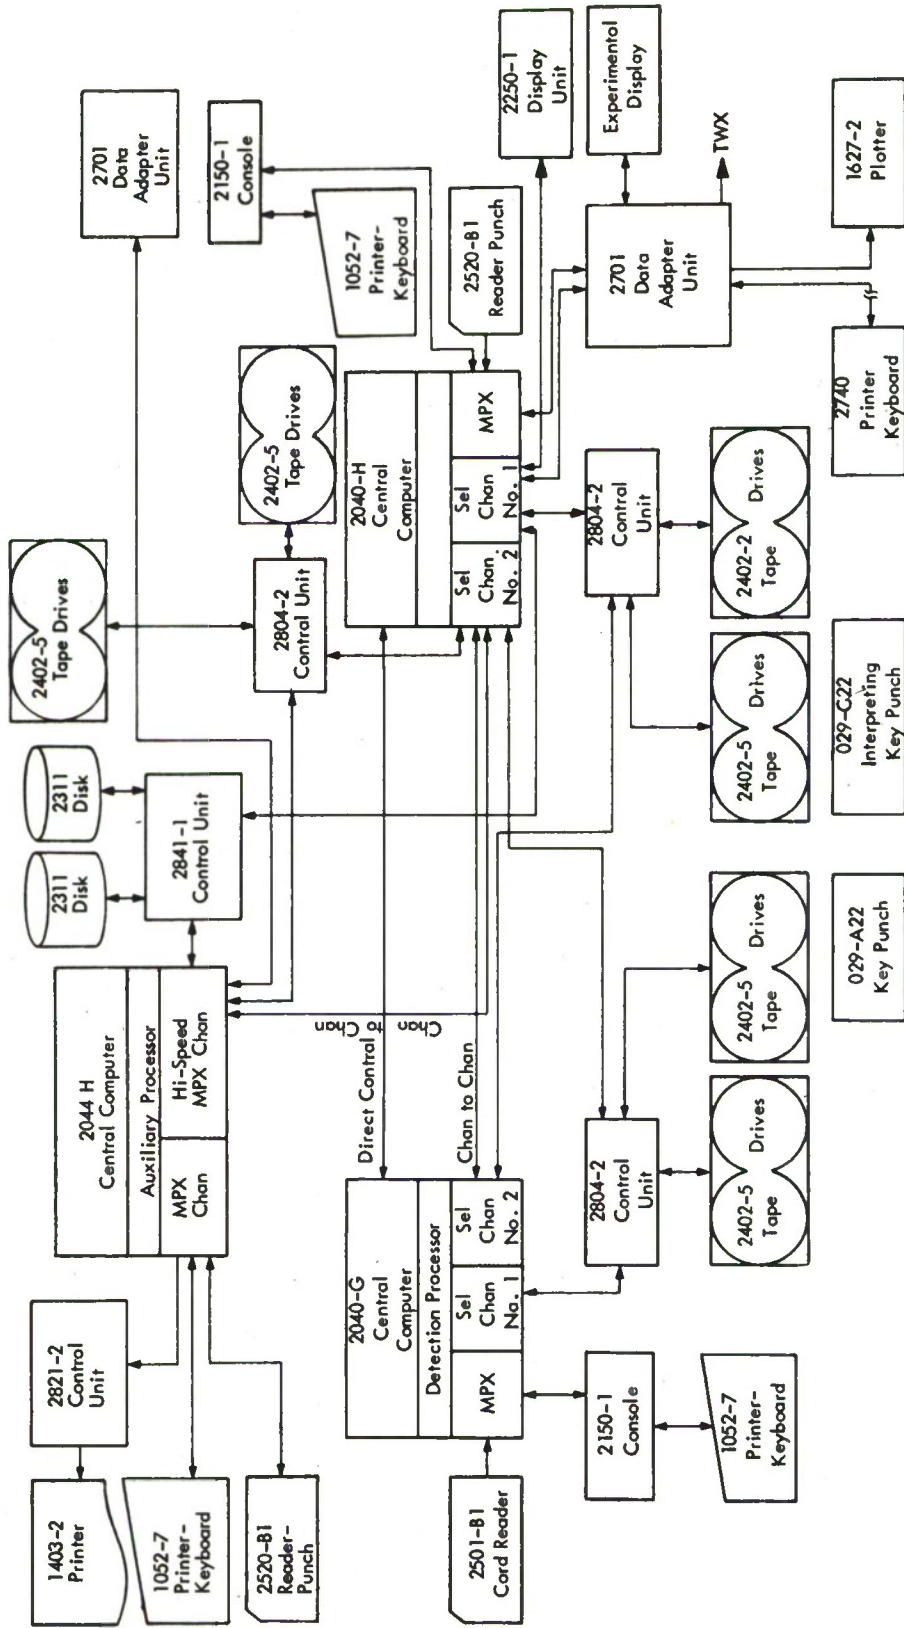 1403-2
Printer
2821-2
Control
Unit
1052-7
Printer-
Keyboard
2520-B1
Reader-
Punch
2044 H
Central Computer
Auxiliary Processor
MPX
Chan
Hi-Speed
MPX Chan
2311
Disk
2311
Disk
2841-1
Control Unit
2402-5
Tape Drives
2804-2
Control Unit
2402-5
Tape Drives
2701
Data
Adapter
Unit
2150-1
Console
1052-7
Printer-
Keyboard
Chan
to
Chan
Direct Control
Chan to Chan
2501-B1
Card Reader
2040-G
Central
Computer
Detection Processor
MPX
Sel
Chan
No. 1
Sel
Chan
No. 2
2040-H
Central
Computer
Sel
Chan
No. 2
Sel
Chan
No. 1
MPX
2520-B1
Reader Punch
2250-1
Display
Unit
2150-1
Console
1052-7
Printer-
Keyboard
2804-2
Control
Unit
2402-5
Tape
Drives
2402-5
Tape
Drives
2804-2
Control
Unit
2402-5
Tape
Drives
2402-2
Tape
Drives
2701
Data
Adapter
Unit
Experimental
Display
TWX
029-A22
Key Punch
029-C22
Interpreting
Key Punch
2740
Printer
Keyboard
1627-2
Plotter